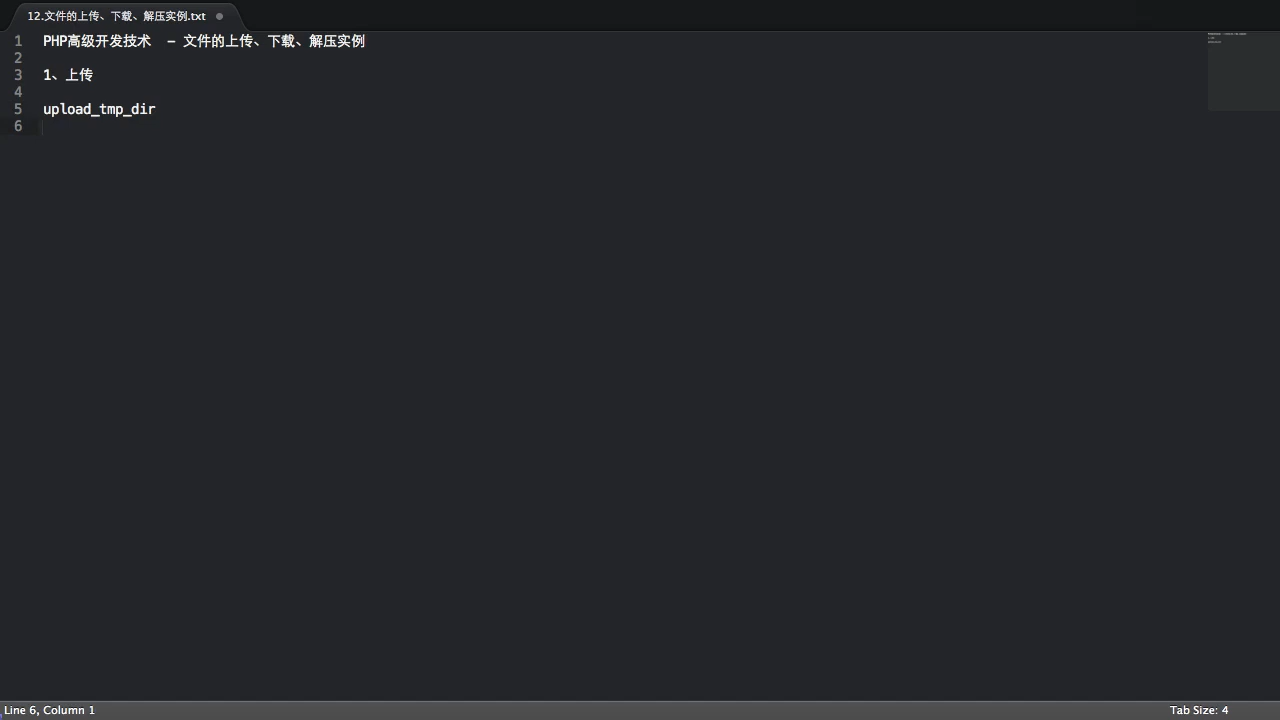 12.文件的上传、下载、解压实例.txt
1 PHP高级开发技术 - 文件的上传、下载、解压实例
2
3 1、上传
4
5 upload_tmp_dir
6
Line 6, Column 1
Tab Size: 4